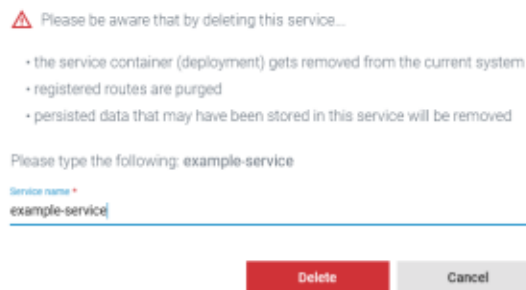 Please be aware that by deleting this service...
• the service container (deployment) gets removed from the current system
• registered routes are purged
• persisted data that may have been stored in this service will be removed
Please type the following: example-service
Service name *
example-service
Delete Cancel